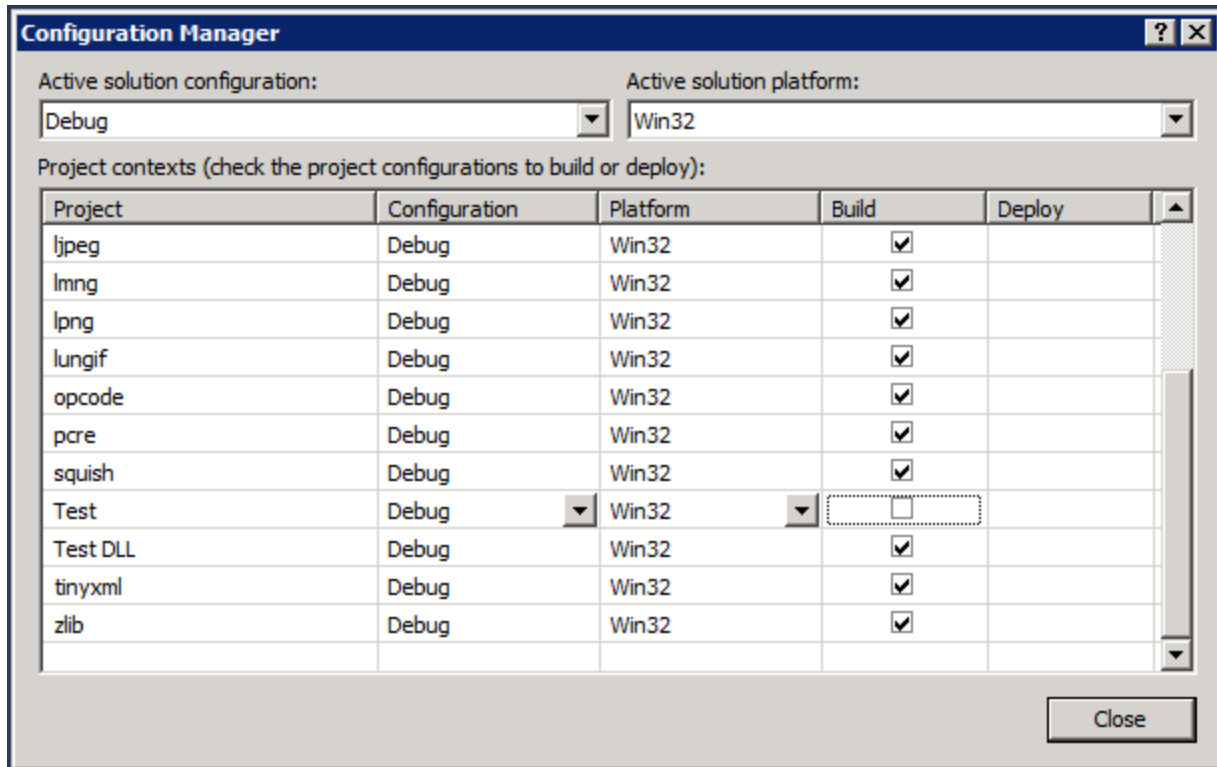 Configuration Manager
Active solution configuration: Active solution platform:
Debug Win32
Project contexts (check the project configurations to build or deploy):
Project Configuration Platform Build Deploy
ljpeg Debug Win32
lmng Debug Win32
lpng Debug Win32
lungif Debug Win32
opcode Debug Win32
pcre Debug Win32
squish Debug Win32
Test Debug Win32
Test DLL Debug Win32
tinyxml Debug Win32
zlib Debug Win32
Close